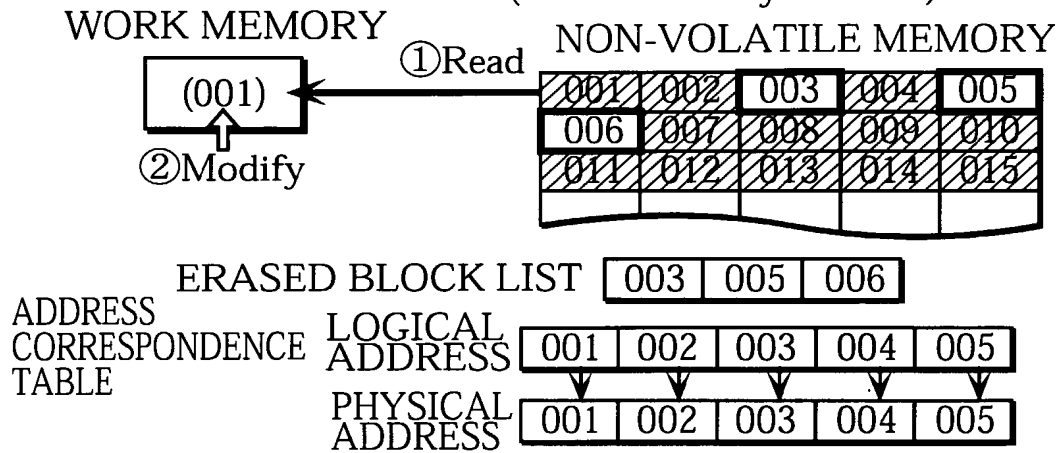 WORK MEMORY
NON-VOLATILE MEMORY
①Read
(001)
②Modify
001 002 003 004 005
006 007 008 009 010
011 012 013 014 015
ERASED BLOCK LIST 003 005 006
ADDRESS
CORRESPONDENCE
TABLE
LOGICAL
ADDRESS 001 002 003 004 005
PHYSICAL
ADDRESS 001 002 003 004 005